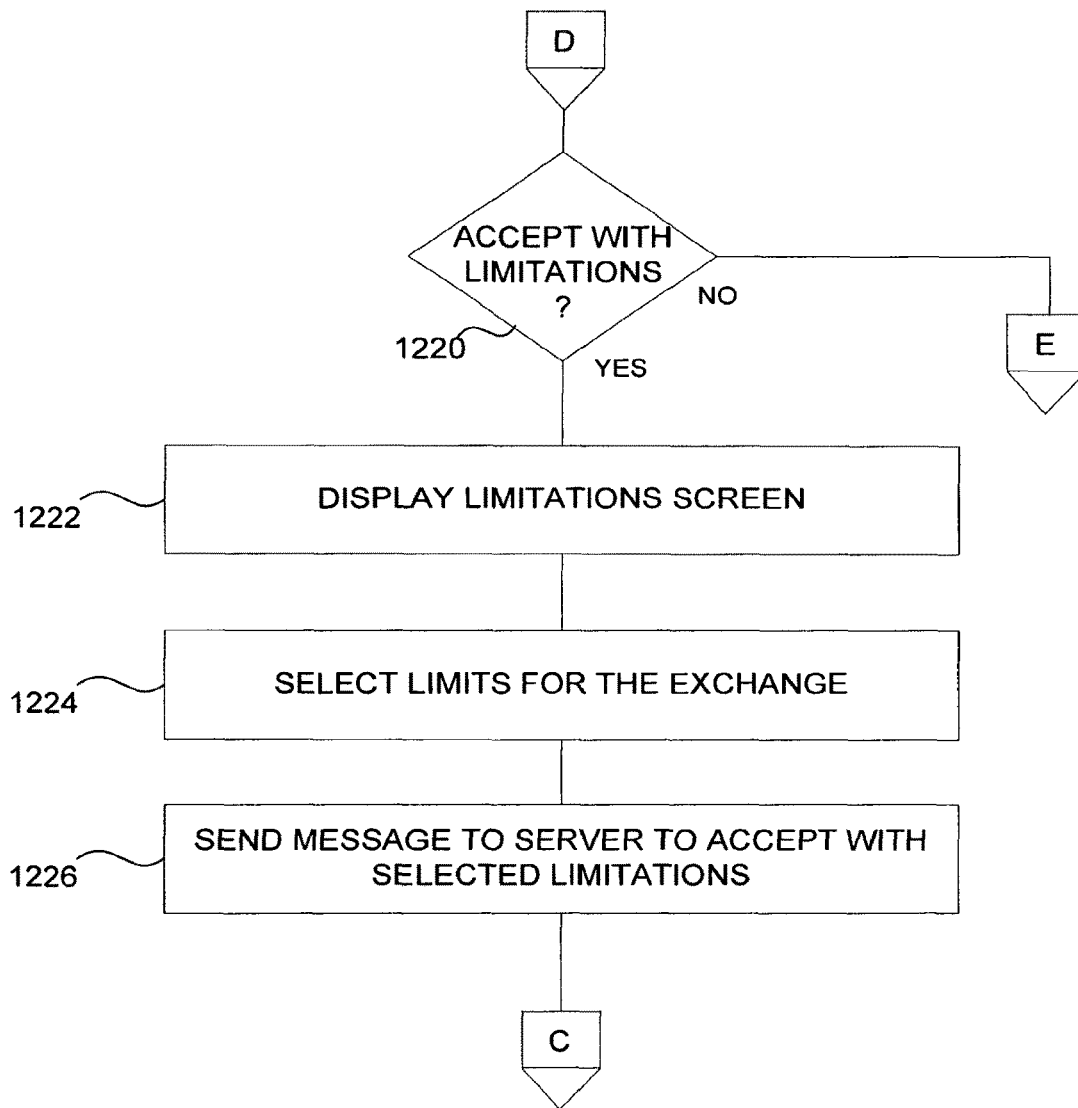 D
ACCEPT WITH
LIMITATIONS
?
NO
1220
YES
E
DISPLAY LIMITATIONS SCREEN
1222
SELECT LIMITS FOR THE EXCHANGE
1224
SEND MESSAGE TO SERVER TO ACCEPT WITH
SELECTED LIMITATIONS
1226
C